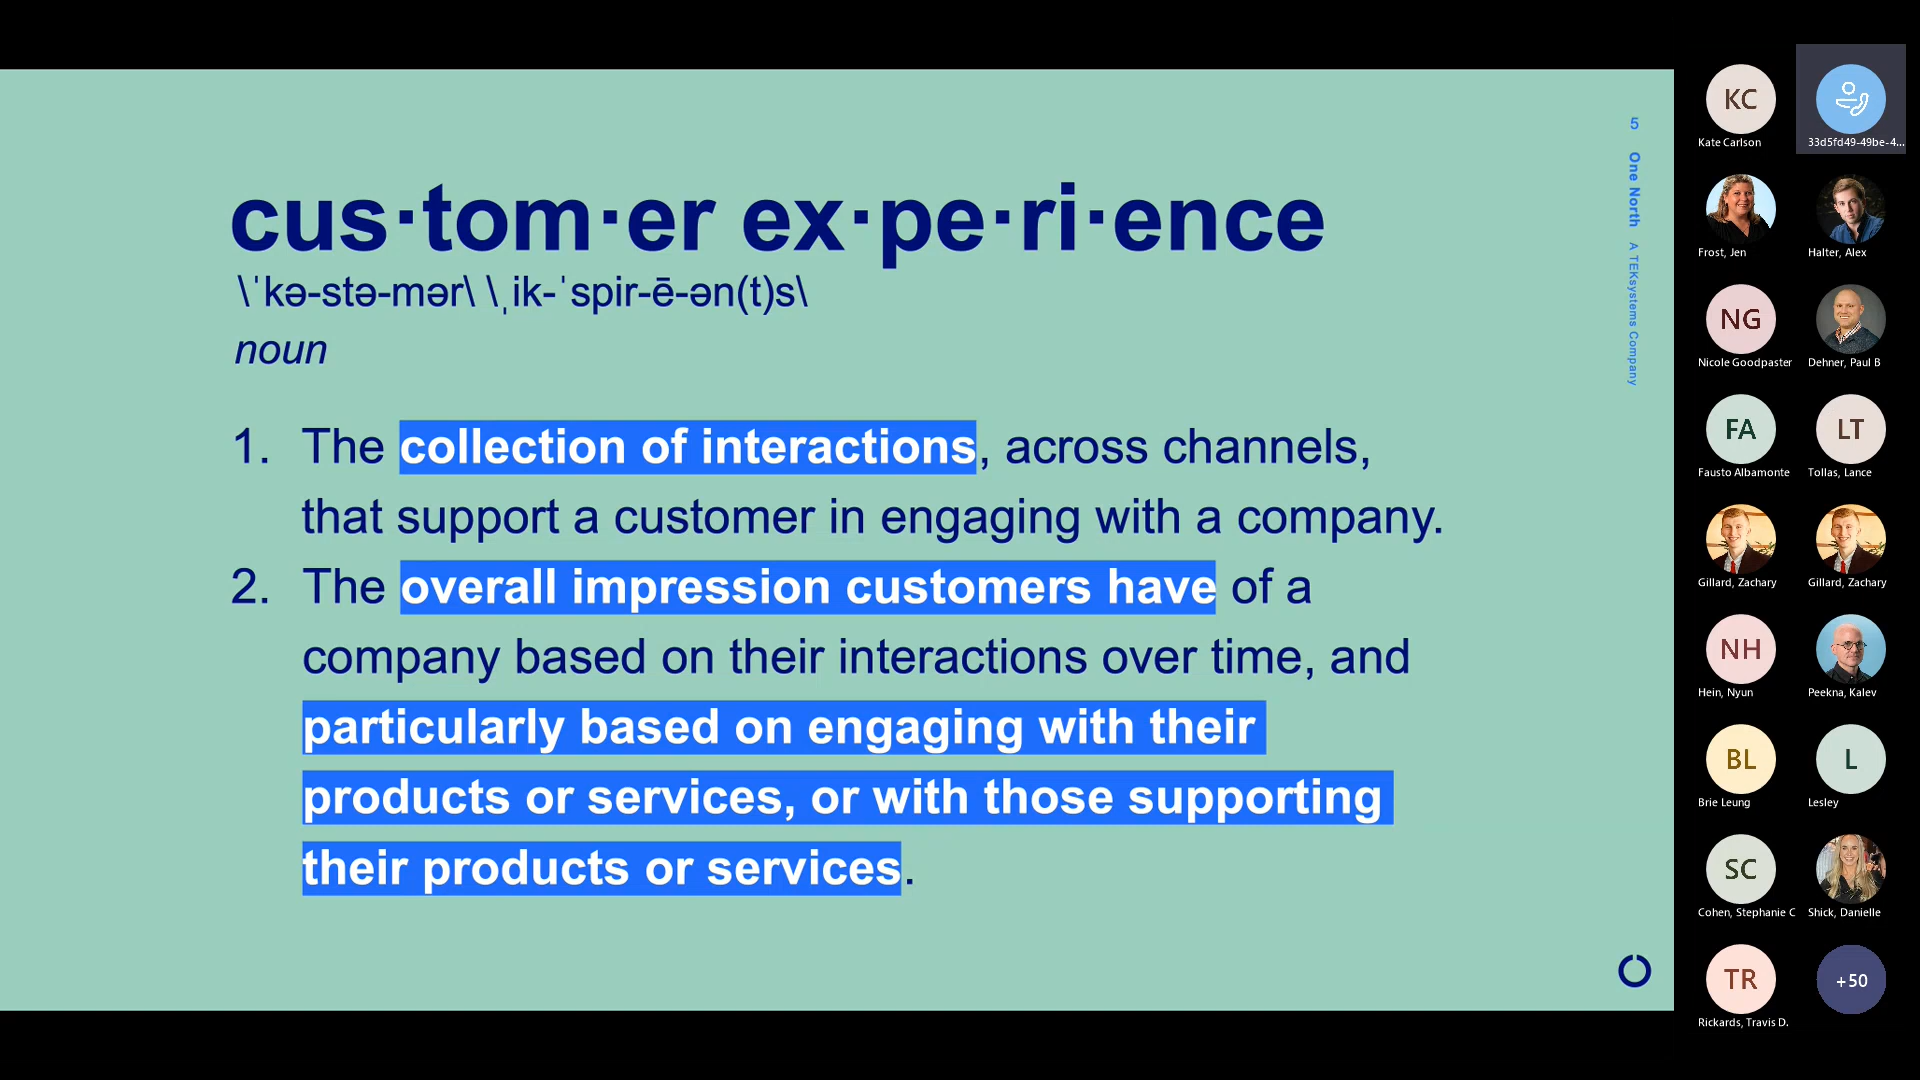 cus·tom·er ex·pe·ri·ence
\ˈkə-stə-mər\ \ˌik-ˈspir-ē-ən(t)s\
noun
1. The collection of interactions, across channels,
that support a customer in engaging with a company.
2. The overall impression customers have of a
company based on their interactions over time, and
particularly based on engaging with their
products or services, or with those supporting
their products or services.
5 One North A TEKsystems Company
KC
Kate Carlson
33d5fd49-49be-4...
Frost, Jen
Halter, Alex
NG
Nicole Goodpaster
Dehner, Paul B
FA
Fausto Albamonte
LT
Tollas, Lance
Gillard, Zachary
Gillard, Zachary
NH
Hein, Nyun
Peekna, Kalev
BL
Brie Leung
L
Lesley
SC
Cohen, Stephanie C
Shick, Danielle
TR
Rickards, Travis D.
+50